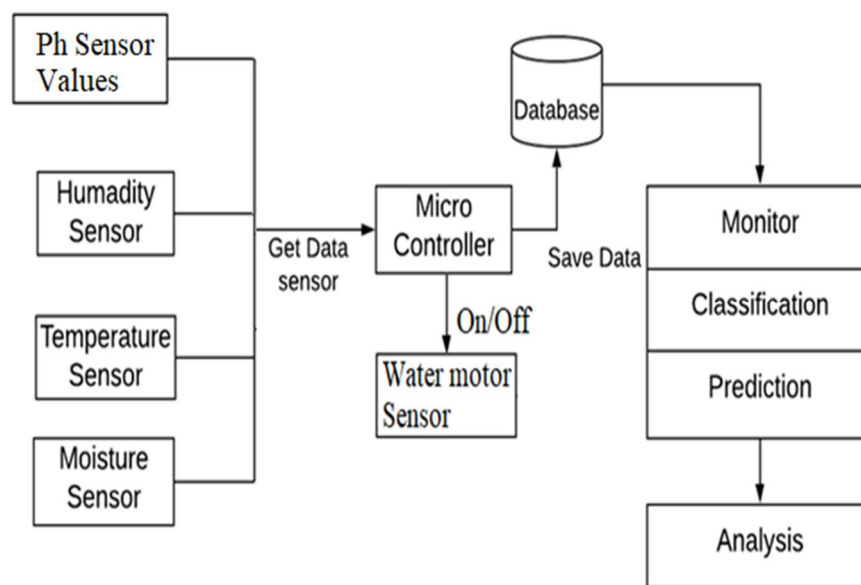 Ph Sensor
Values
Humadity
Sensor
Temperature
Sensor
Moisture
Sensor
Get Data
sensor
Micro
Controller
On/Off
Water motor
Sensor
Database
Save Data
Monitor
Classification
Prediction
Analysis